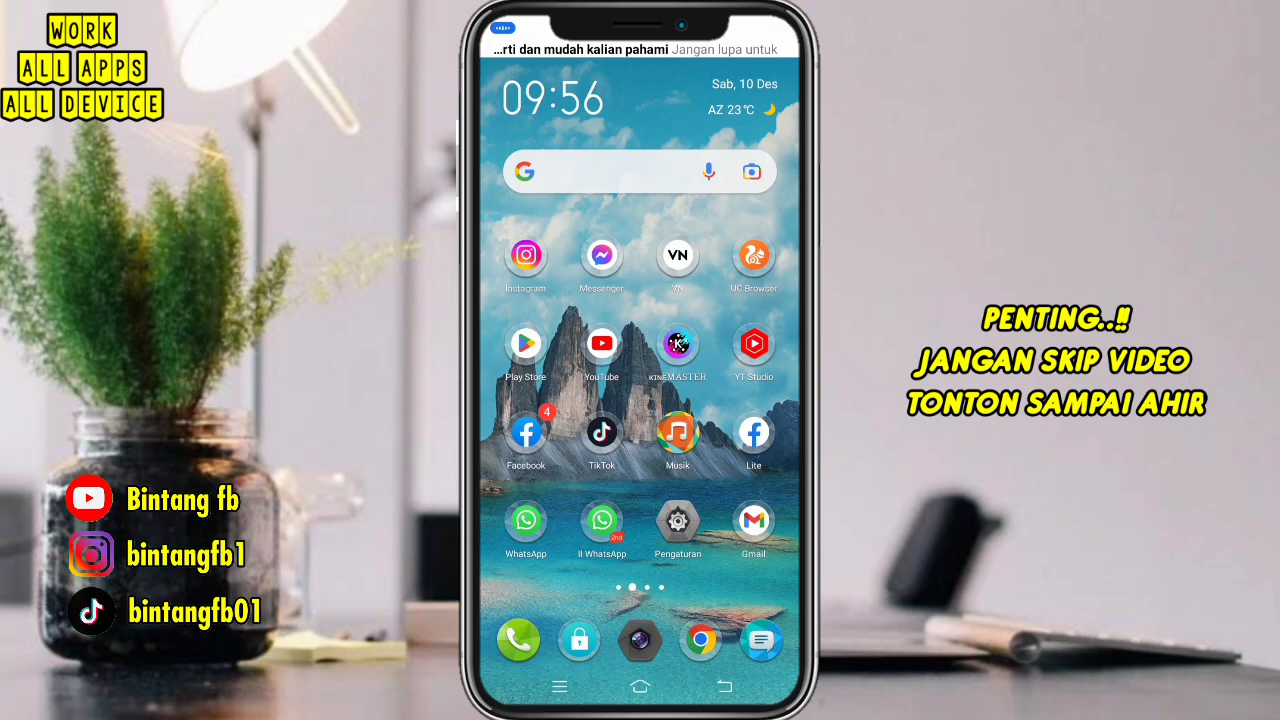 WORK
ALL APPS
ALL DEVICE
...rti dan mudah kalian pahami Jangan lupa untuk
09:56
Sab, 10 Des
AZ 23°C
Instagram
Messenger
VN
VN
UC Browser
Play Store
YouTube
K
KINEMASTER
YT Studio
4
Facebook
TikTok
Musik
Lite
2nd
WhatsApp
II·WhatsApp
Pengaturan
Gmail
Bintang fb
bintangfb1
bintangfb01
PENTING..!!
JANGAN SKIP VIDEO
TONTON SAMPAI AHIR